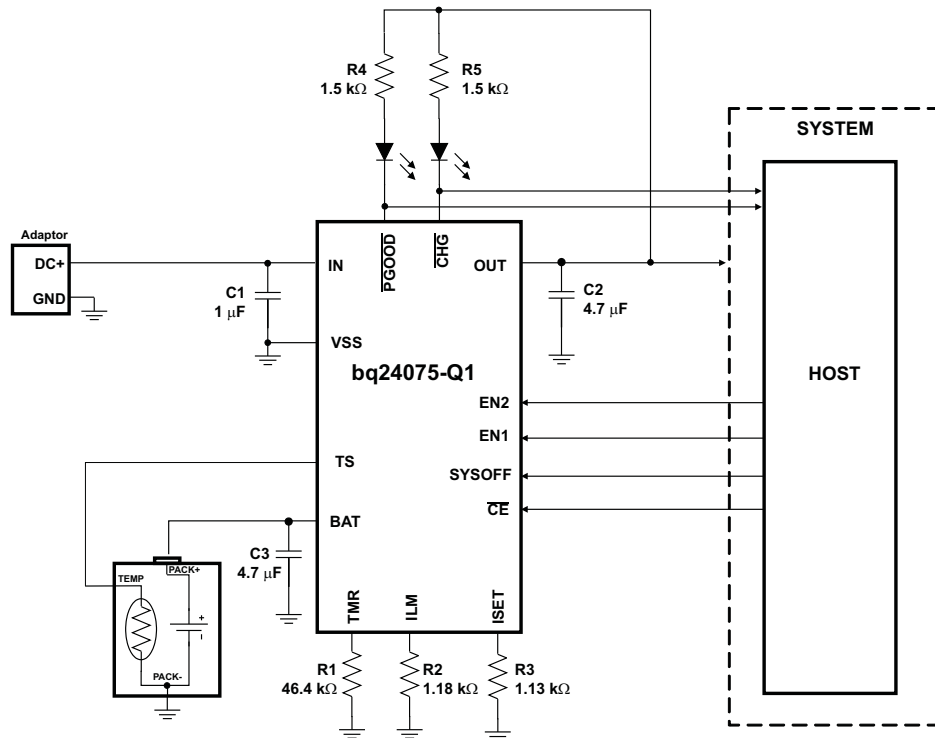 R4
1.5 kΩ
R5
1.5 kΩ
SYSTEM
Adaptor
DC+
GND
C1
1 μF
IN
PGOOD
CHG
OUT
C2
4.7 μF
VSS
bq24075-Q1
HOST
EN2
EN1
TS
SYSOFF
CE
BAT
C3
4.7 μF
TEMP
PACK+
+
-
PACK-
TMR
ILM
ISET
R1
46.4 kΩ
R2
1.18 kΩ
R3
1.13 kΩ